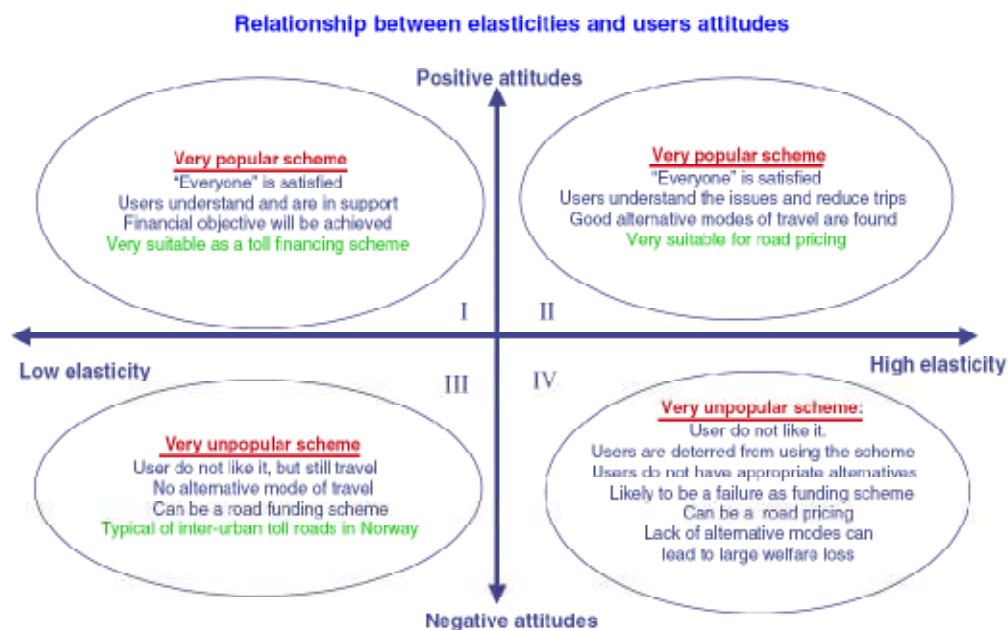 Relationship between elasticities and users attitudes
Positive attitudes
Very popular scheme
"Everyone" is satisfied
Users understand and are in support
Financial objective will be achieved
Very suitable as a toll financing scheme
Very popular scheme
"Everyone" is satisfied
Users understand the issues and reduce trips
Good alternative modes of travel are found
Very suitable for road pricing
I
II
Low elasticity
High elasticity
III
IV
Very unpopular scheme
User do not like it, but still travel
No alternative mode of travel
Can be a road funding scheme
Typical of inter-urban toll roads in Norway
Very unpopular scheme:
User do not like it.
Users are deterred from using the scheme
Users do not have appropriate alternatives
Likely to be a failure as funding scheme
Can be a road pricing
Lack of alternative modes can
lead to large welfare loss
Negative attitudes